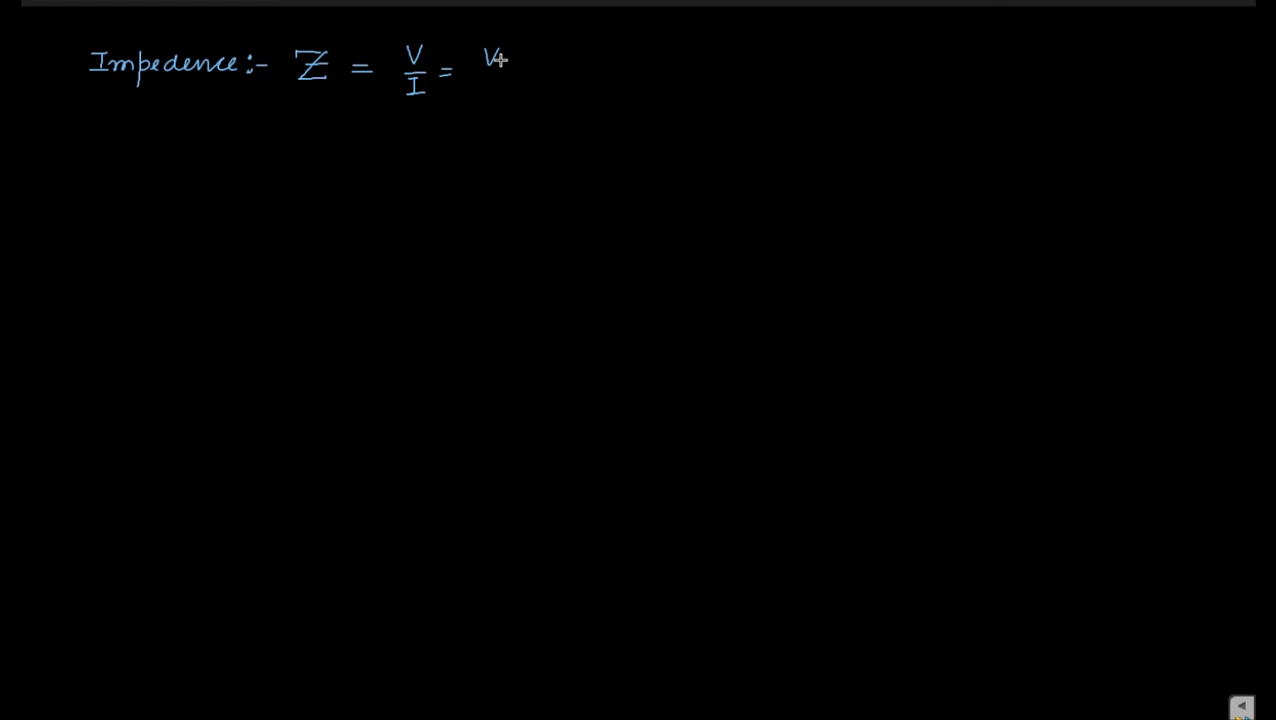 Impedence :- Z = V/I = V